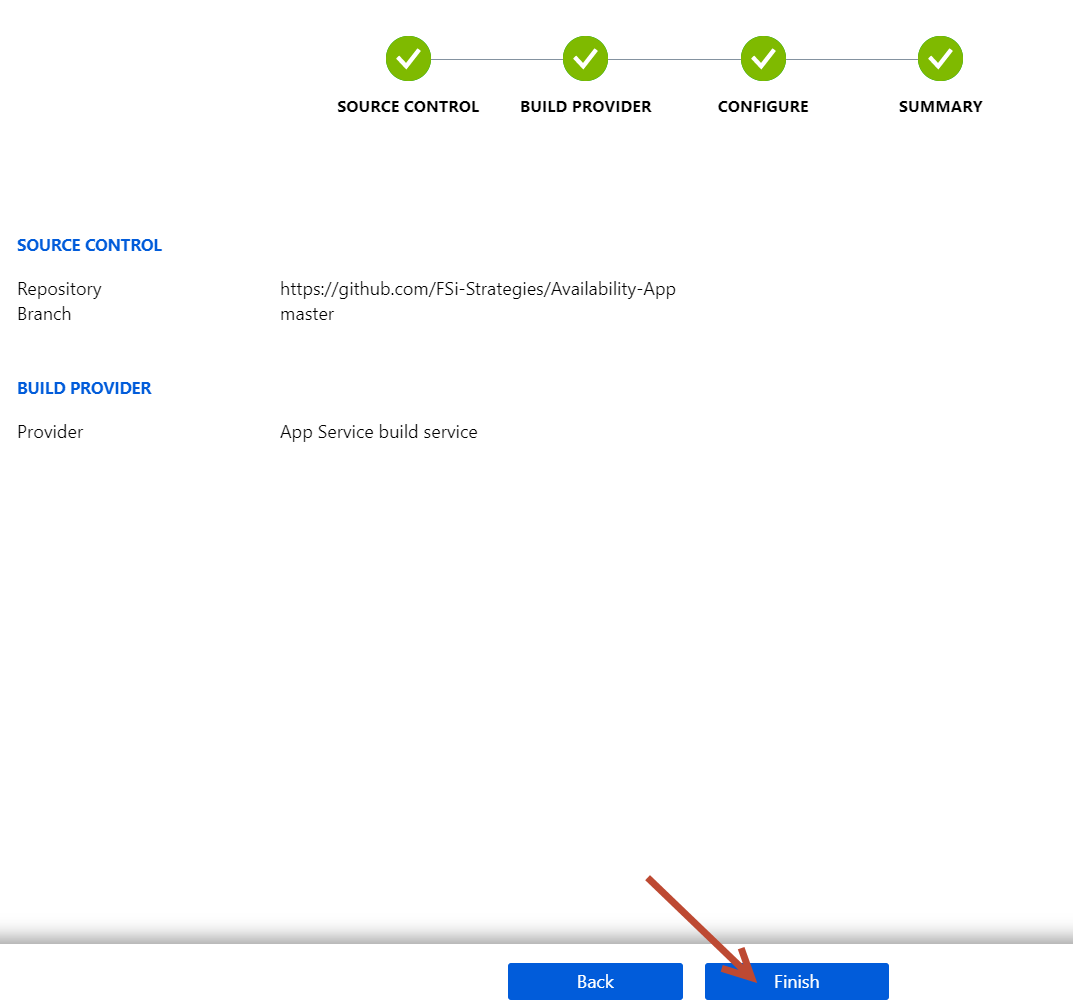 SOURCE CONTROL BUILD PROVIDER CONFIGURE SUMMARY
SOURCE CONTROL
Repository https://github.com/FSi-Strategies/Availability-App
Branch master
BUILD PROVIDER
Provider App Service build service
Back Finish